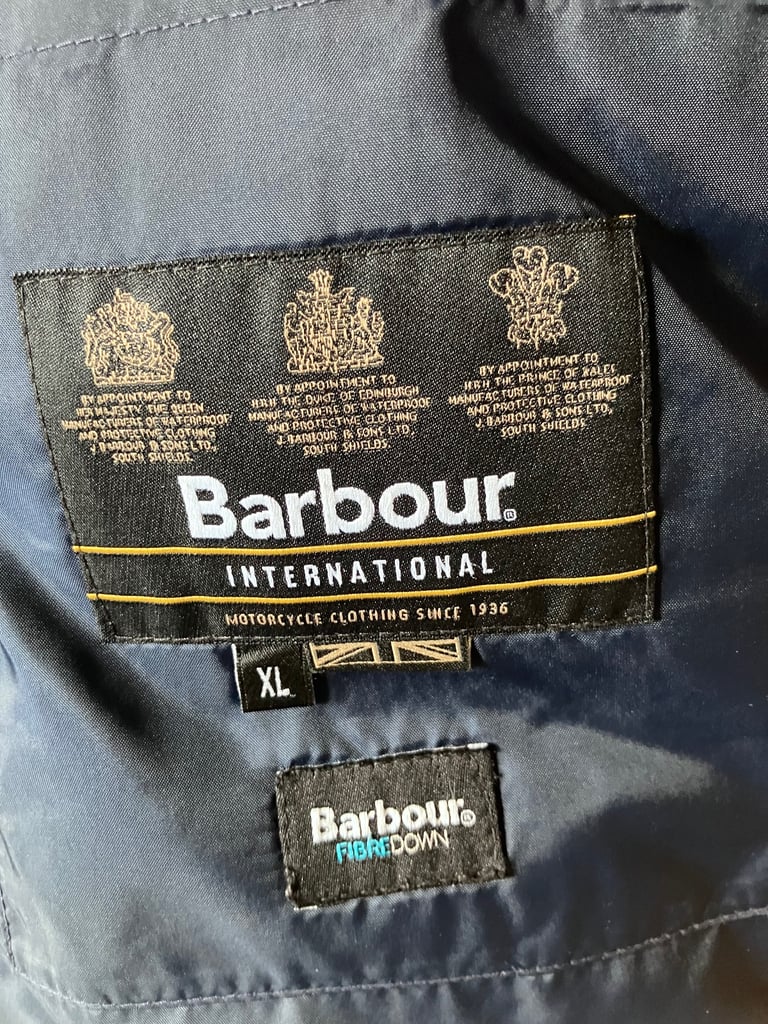 BY APPOINTMENT TO
HER MAJESTY THE QUEEN
MANUFACTURERS OF WATERPROOF
AND PROTECTIVE CLOTHING
J. BARBOUR & SONS LTD,
SOUTH SHIELDS.
BY APPOINTMENT TO
H.R.H THE DUKE OF EDINBURGH
MANUFACTURERS OF WATERPROOF
AND PROTECTIVE CLOTHING
J. BARBOUR & SONS LTD,
SOUTH SHIELDS.
BY APPOINTMENT TO
H.R.H THE PRINCE OF WALES
MANUFACTURERS OF WATERPROOF
AND PROTECTIVE CLOTHING
J. BARBOUR & SONS LTD,
SOUTH SHIELDS.
Barbour®
INTERNATIONAL
MOTORCYCLE CLOTHING SINCE 1936
XL
Barbour®
FIBREDOWN